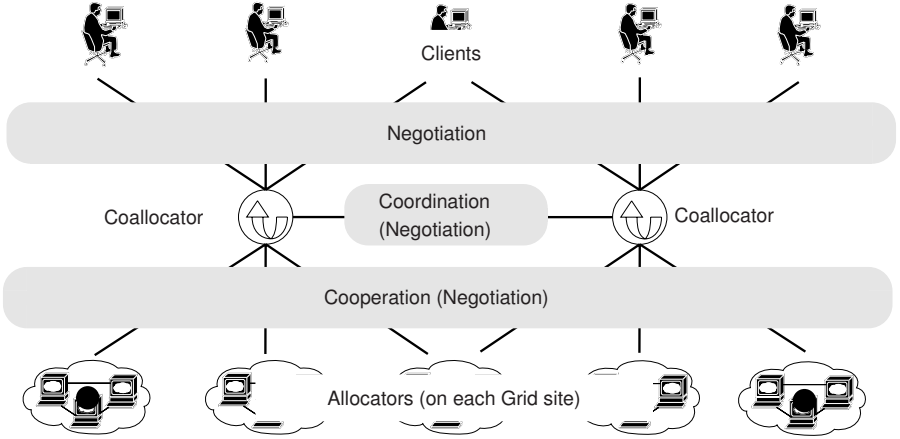 Clients
Negotiation
Coallocator
Coordination
(Negotiation)
Coallocator
Cooperation (Negotiation)
Allocators (on each Grid site)